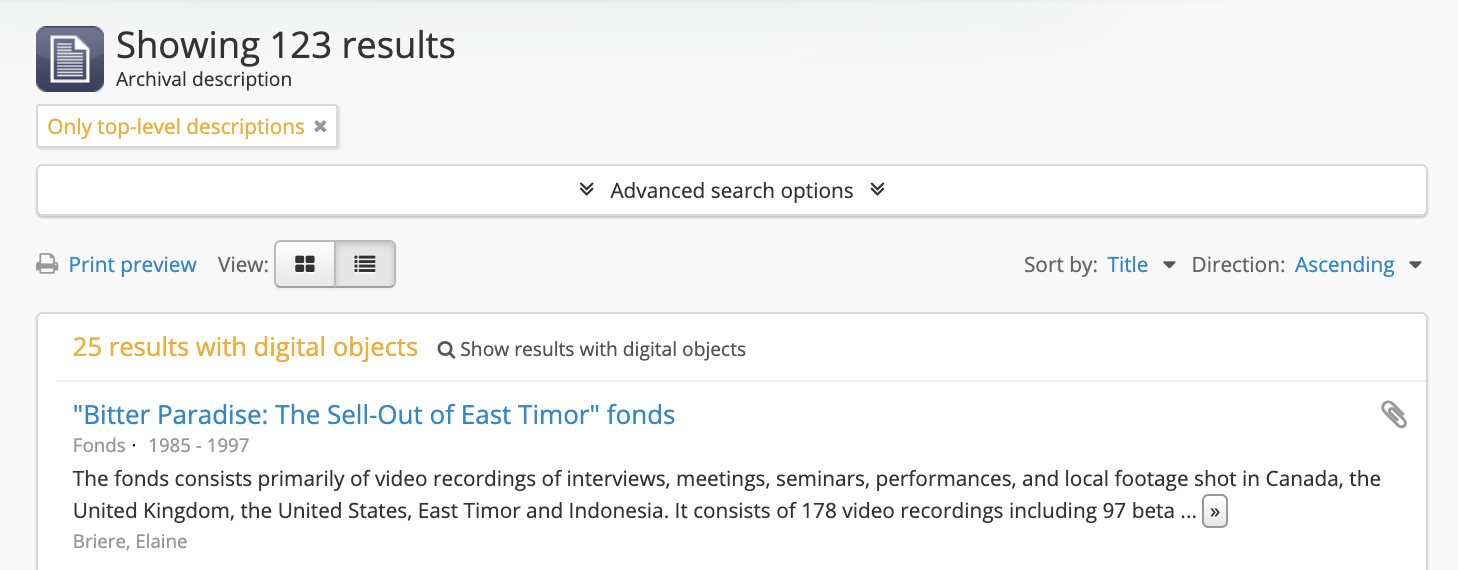 Showing 123 results
Archival description
Only top-level descriptions ✖
Advanced search options
Print preview View: Sort by: Title Direction: Ascending
25 results with digital objects Show results with digital objects
"Bitter Paradise: The Sell-Out of East Timor" fonds
Fonds · 1985 - 1997
The fonds consists primarily of video recordings of interviews, meetings, seminars, performances, and local footage shot in Canada, the
United Kingdom, the United States, East Timor and Indonesia. It consists of 178 video recordings including 97 beta ... »
Briere, Elaine